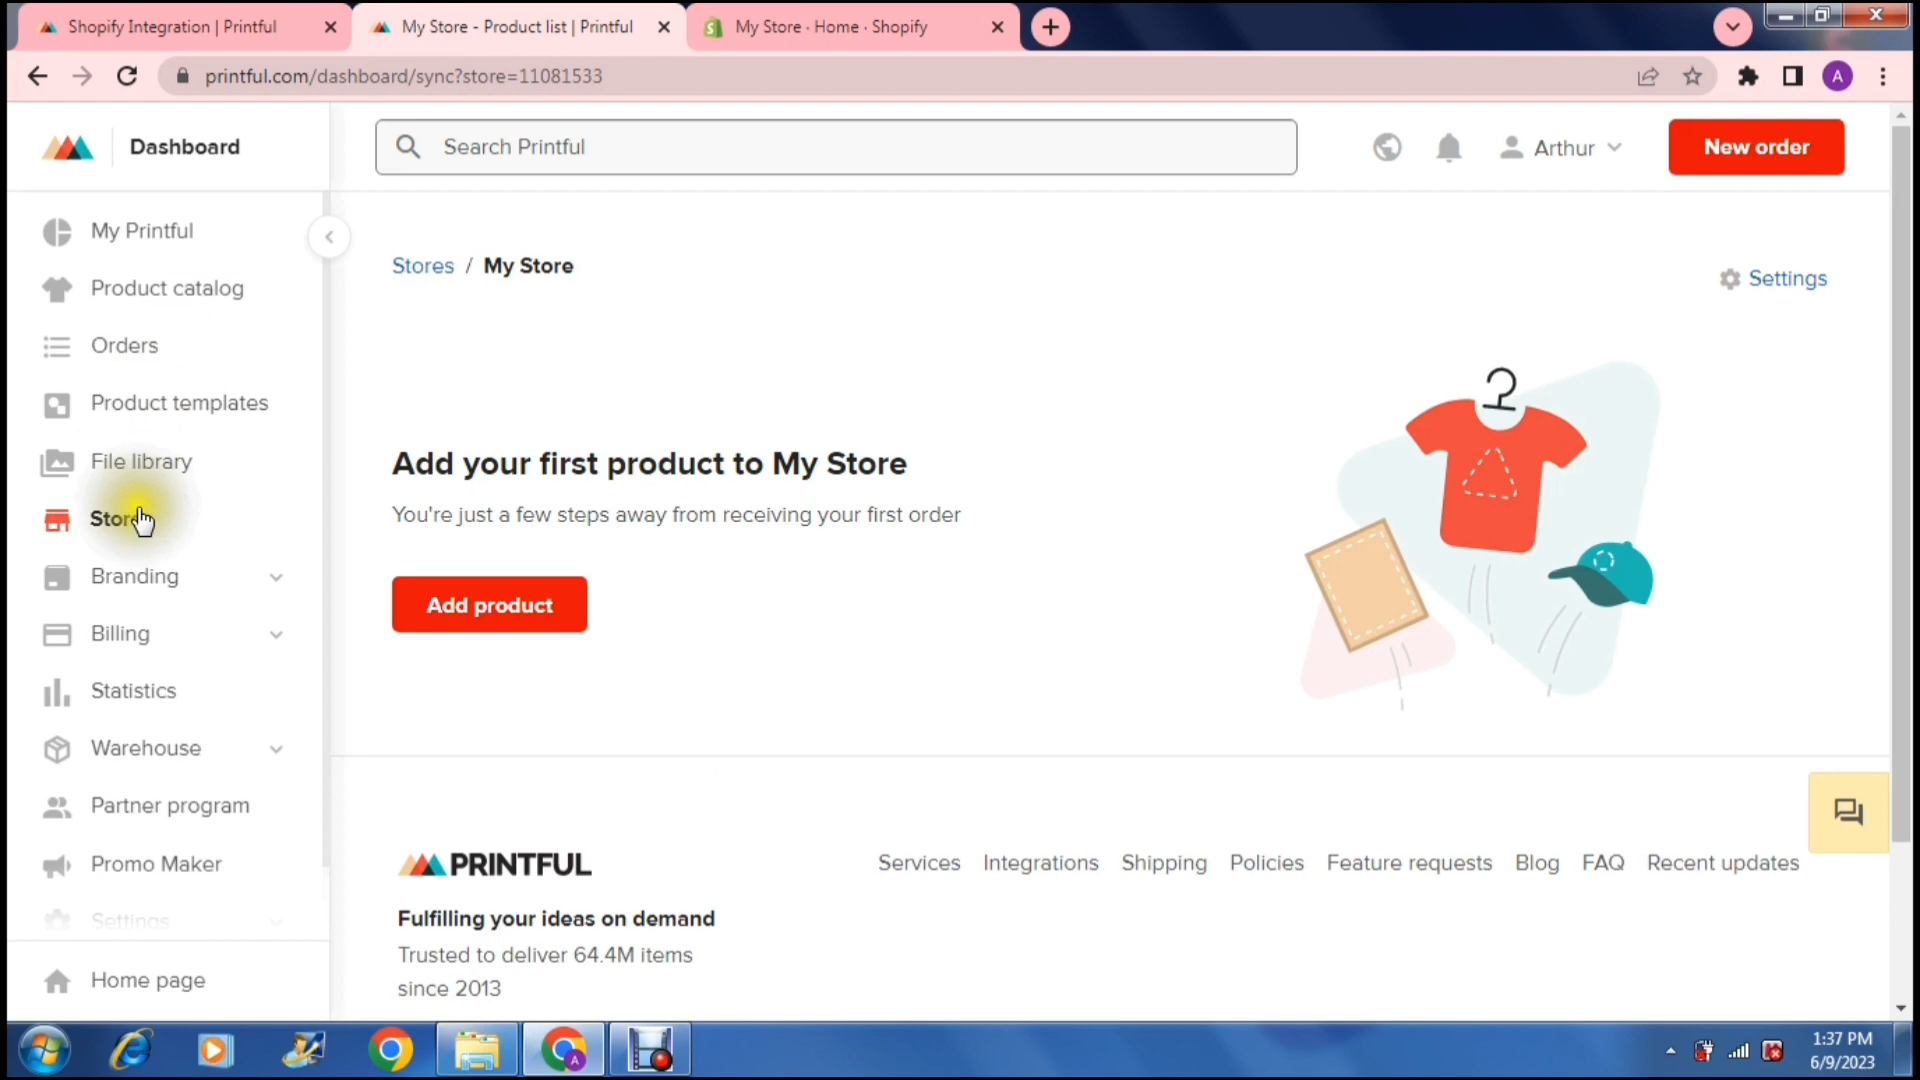 Shopify Integration | Printful
My Store - Product list | Printful
My Store · Home · Shopify
printful.com/dashboard/sync?store=11081533
A
Dashboard
Search Printful
Arthur
New order
My Printful
Product catalog
Orders
Product templates
File library
Branding
Billing
Statistics
Warehouse
Partner program
Promo Maker
Settings
Home page
Stores / My Store
Settings
Add your first product to My Store
You're just a few steps away from receiving your first order
Add product
PRINTFUL
Services Integrations Shipping Policies Feature requests Blog FAQ Recent updates
Fulfilling your ideas on demand
Trusted to deliver 64.4M items
since 2013
A
1:37 PM
6/9/2023